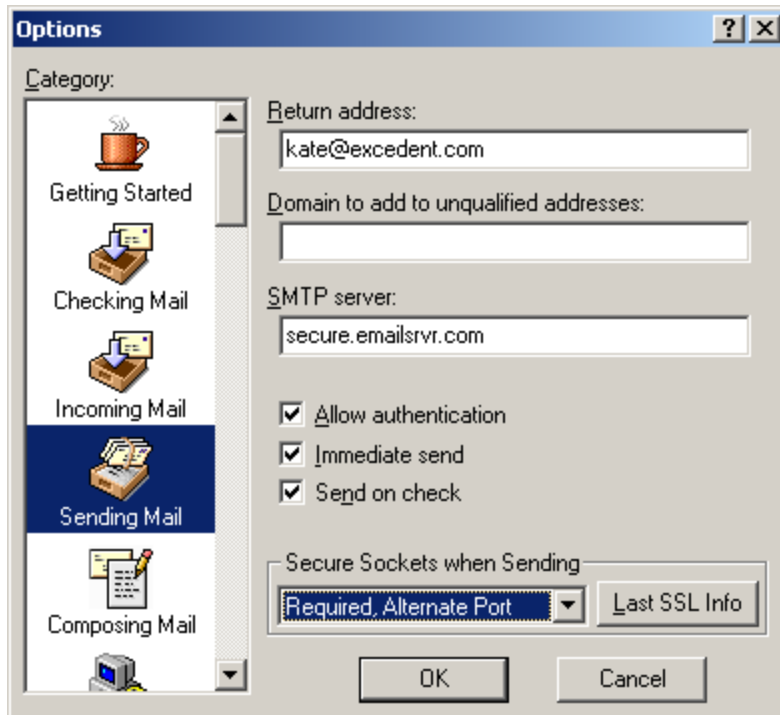 Options
Category:
Getting Started
Checking Mail
Incoming Mail
Sending Mail
Composing Mail
Return address:
kate@excedent.com
Domain to add to unqualified addresses:
SMTP server:
secure.emailsrvr.com
Allow authentication
Immediate send
Send on check
Secure Sockets when Sending
Required, Alternate Port
Last SSL Info
OK
Cancel